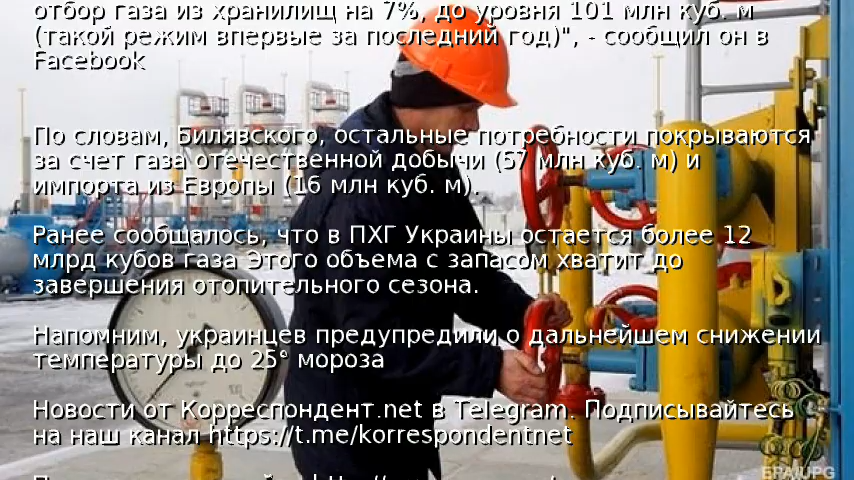 отбор газа из хранилищ на 7%, до уровня 101 млн куб. м
(такой режим впервые за последний год)", - сообщил он в
Facebook
По словам, Билявского, остальные потребности покрываются
за счет газа отечественной добычи (57 млн куб. м) и
импорта из Европы (16 млн куб. м).
Ранее сообщалось, что в ПХГ Украины остается более 12
млрд кубов газа Этого объема с запасом хватит до
завершения отопительного сезона.
Напомним, украинцев предупредили о дальнейшем снижении
температуры до 25° мороза
Новости от Корреспондент.net в Telegram. Подписывайтесь
на наш канал https://t.me/korrespondentnet